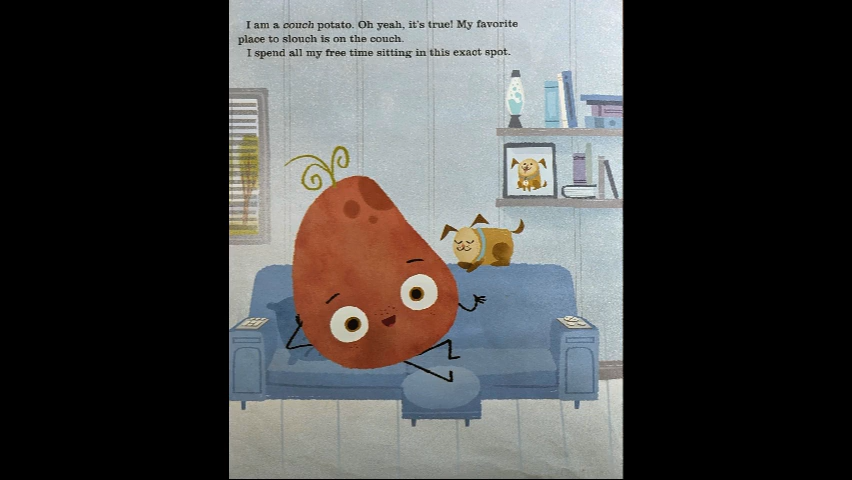 I am a couch potato. Oh yeah, it's true! My favorite
place to slouch is on the couch.
I spend all my free time sitting in this exact spot.